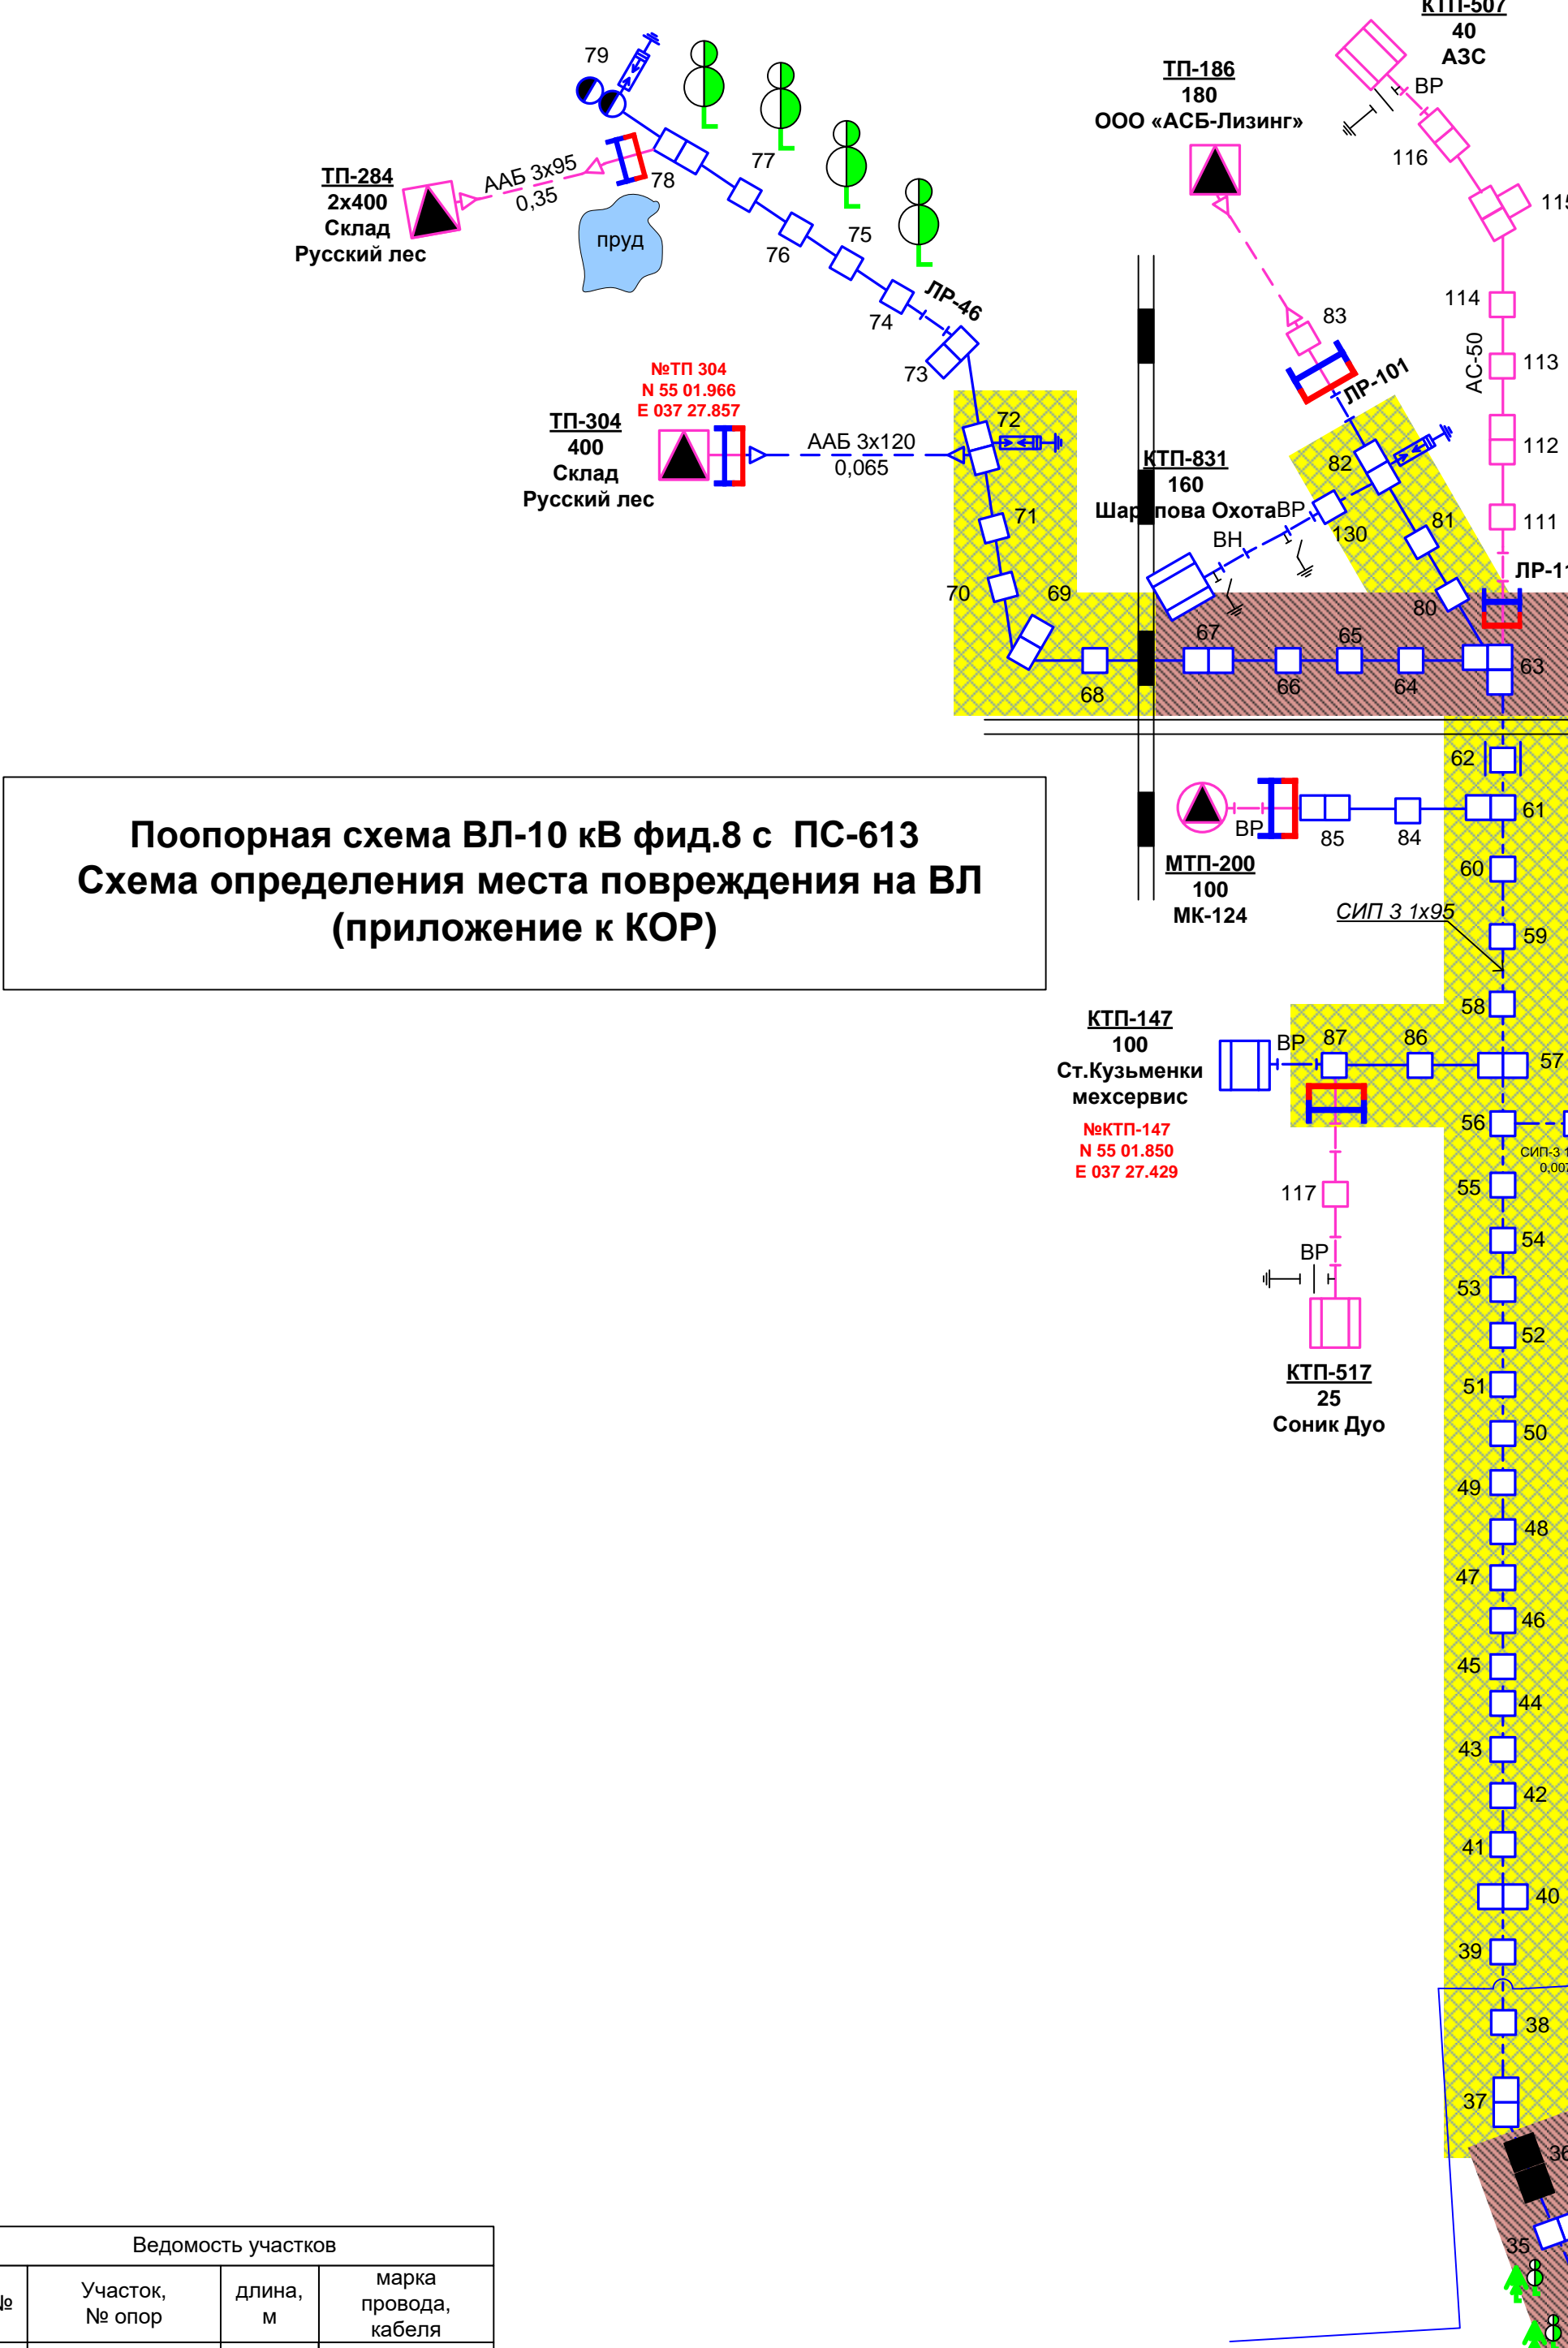 КТП-507
40
АЗС
ВР
116
115
114
АС-50
113
112
111
ТП-186
180
ООО «АСБ-Лизинг»
83
ЛР-101
82
81
80
130
79
78
77
76
75
74
ЛР-46
73
ТП-284
2х400
Склад
Русский лес
ААБ 3х95
0,35
пруд
№ТП 304
N 55 01.966
E 037 27.857
ТП-304
400
Склад
Русский лес
ААБ 3х120
0,065
72
71
70
69
68
КТП-831
160
Шарапова Охота
ВР
ВН
67
66
65
64
63
62
61
60
59
58
57
56
СИП 3 1х95
МТП-200
100
МК-124
ВР
85
84
Поопорная схема ВЛ-10 кВ фид.8 с ПС-613
Схема определения места повреждения на ВЛ
(приложение к КОР)
КТП-147
100
Ст.Кузьменки
мехсервис
№КТП-147
N 55 01.850
E 037 27.429
ВР
87
86
117
ВР
КТП-517
25
Соник Дуо
55
54
53
52
51
50
49
48
47
46
45
44
43
42
41
40
39
38
37
35
Ведомость участков
№
Участок,
№ опор
длина,
м
марка
провода,
кабеля